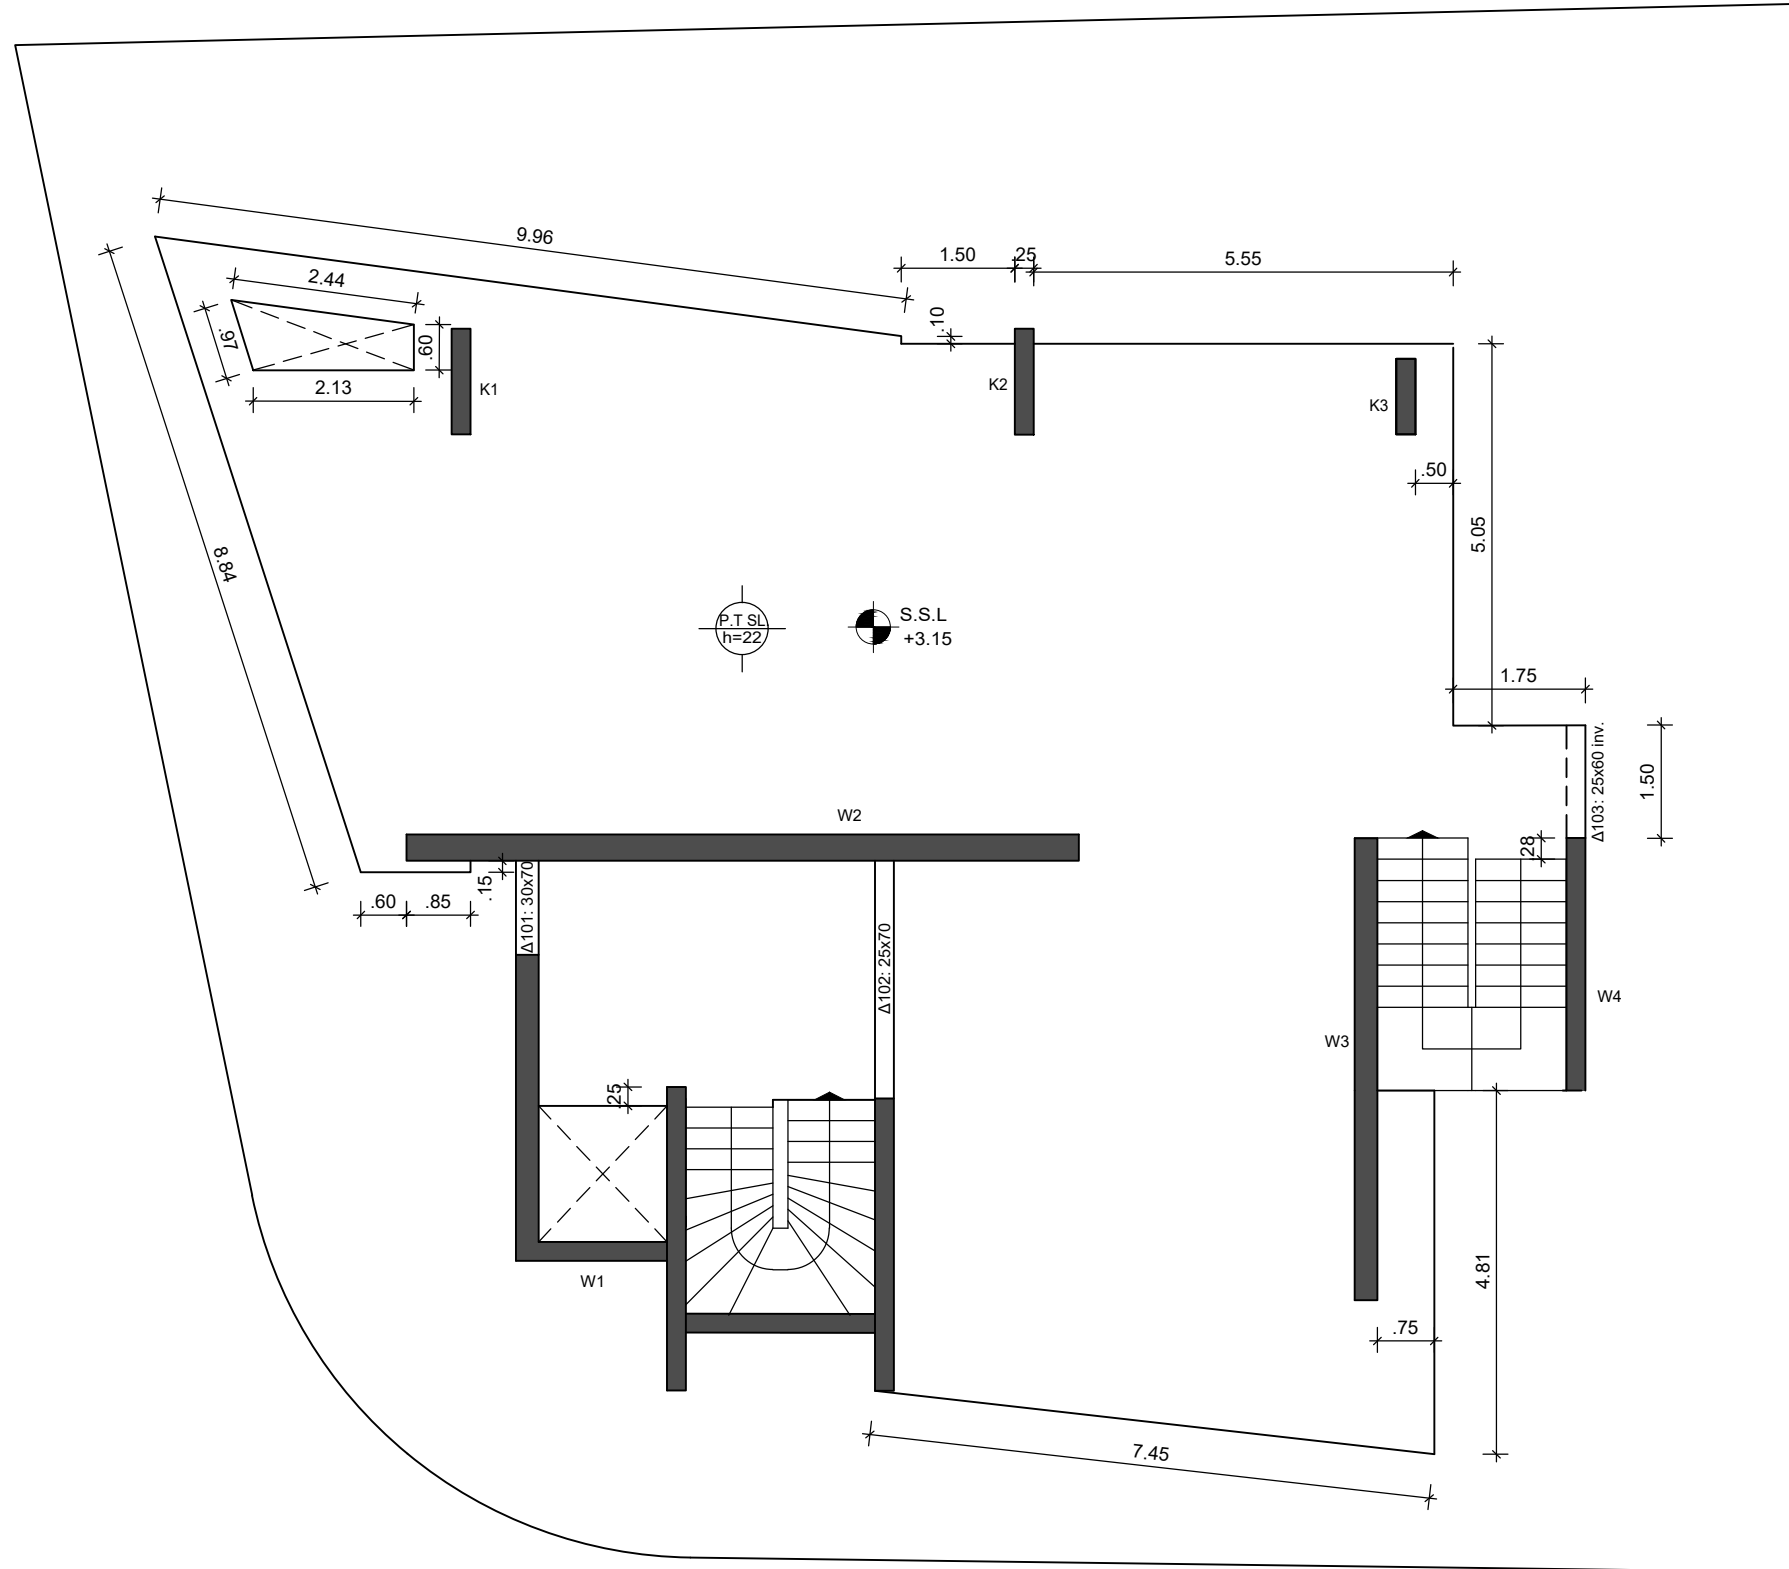 9.96
1.50
25
5.55
2.44
.10
.97
.60
2.13
K1
K2
K3
.50
8.84
5.05
P.T SL
h=22
S.S.L
+3.15
1.75
Δ103: 25x60 inv.
1.50
W2
28
.15
.60
.85
Δ101: 30x70
Δ102: 25x70
W4
W3
25
W1
4.81
.75
7.45